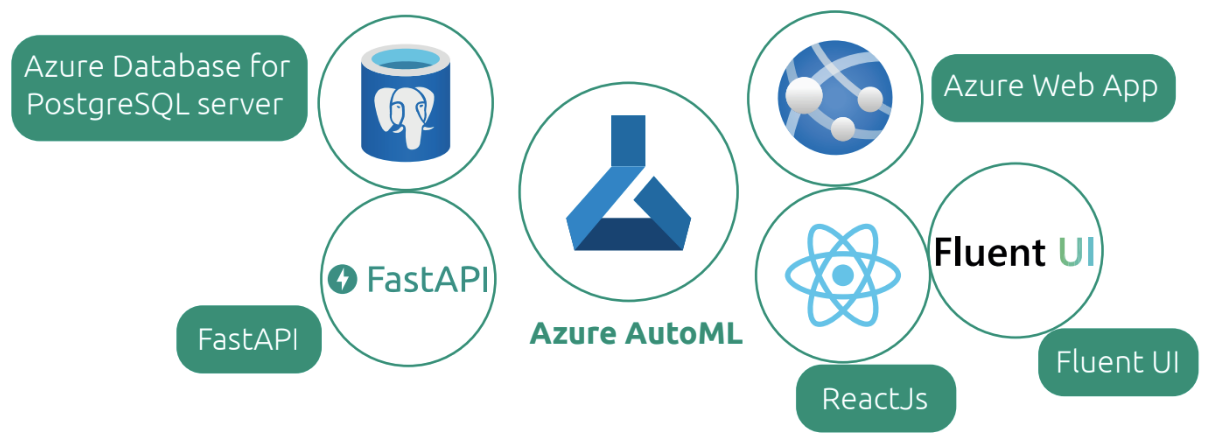 Azure Database for
PostgreSQL server
Azure Web App
FastAPI
Fluent UI
Azure AutoML
FastAPI
ReactJs
Fluent UI